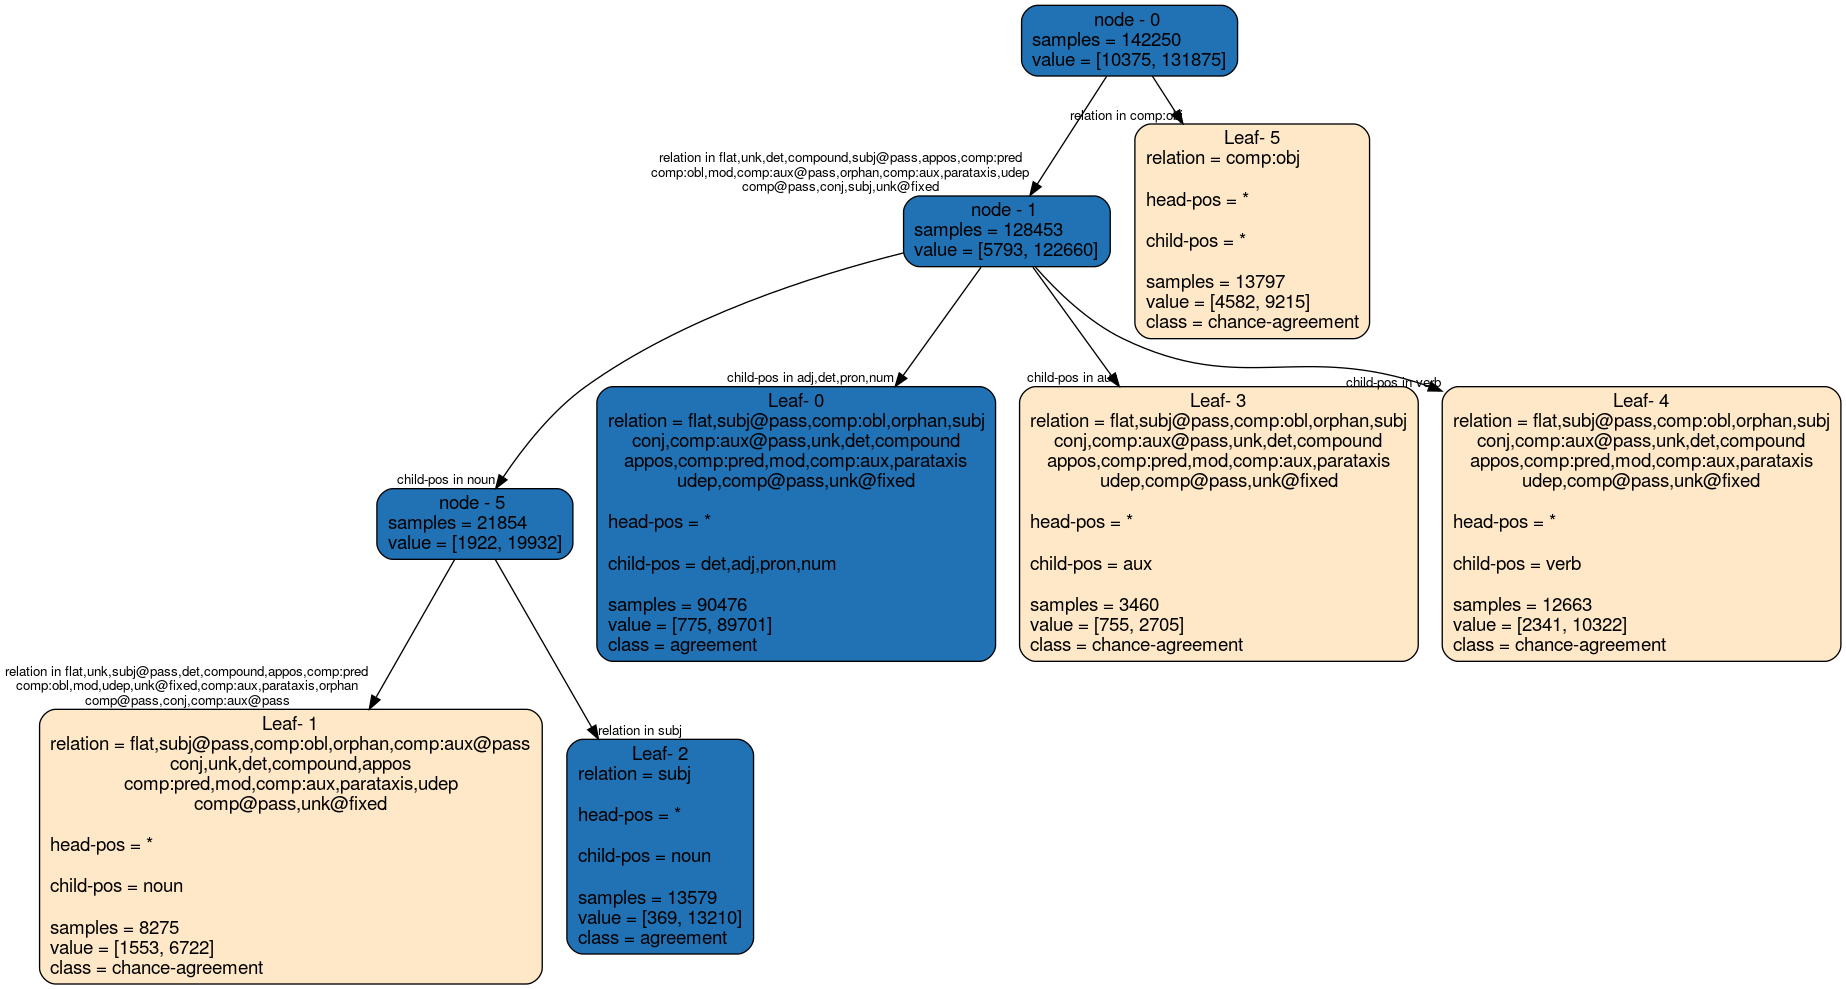 node - 0
samples = 142250
value = [10375, 131875]
relation in comp:obj
Leaf- 5
relation = comp:obj
head-pos = *
child-pos = *
samples = 13797
value = [4582, 9215]
class = chance-agreement
relation in flat,unk,det,compound,subj@pass,appos,comp:pred
comp:obl,mod,comp:aux@pass,orphan,comp:aux,parataxis,udep
comp@pass,conj,subj,unk@fixed
node - 1
samples = 128453
value = [5793, 122660]
child-pos in adj,det,pron,num
Leaf- 0
relation = flat,subj@pass,comp:obl,orphan,subj
conj,comp:aux@pass,unk,det,compound
appos,comp:pred,mod,comp:aux,parataxis
udep,comp@pass,unk@fixed
head-pos = *
child-pos = det,adj,pron,num
samples = 90476
value = [775, 89701]
class = agreement
child-pos in aux
Leaf- 3
relation = flat,subj@pass,comp:obl,orphan,subj
conj,comp:aux@pass,unk,det,compound
appos,comp:pred,mod,comp:aux,parataxis
udep,comp@pass,unk@fixed
head-pos = *
child-pos = aux
samples = 3460
value = [755, 2705]
class = chance-agreement
child-pos in verb
Leaf- 4
relation = flat,subj@pass,comp:obl,orphan,subj
conj,comp:aux@pass,unk,det,compound
appos,comp:pred,mod,comp:aux,parataxis
udep,comp@pass,unk@fixed
head-pos = *
child-pos = verb
samples = 12663
value = [2341, 10322]
class = chance-agreement
child-pos in noun
node - 5
samples = 21854
value = [1922, 19932]
relation in flat,unk,subj@pass,det,compound,appos,comp:pred
comp:obl,mod,udep,unk@fixed,comp:aux,parataxis,orphan
comp@pass,conj,comp:aux@pass
Leaf- 1
relation = flat,subj@pass,comp:obl,orphan,comp:aux@pass
conj,unk,det,compound,appos
comp:pred,mod,comp:aux,parataxis,udep
comp@pass,unk@fixed
head-pos = *
child-pos = noun
samples = 8275
value = [1553, 6722]
class = chance-agreement
relation in subj
Leaf- 2
relation = subj
head-pos = *
child-pos = noun
samples = 13579
value = [369, 13210]
class = agreement